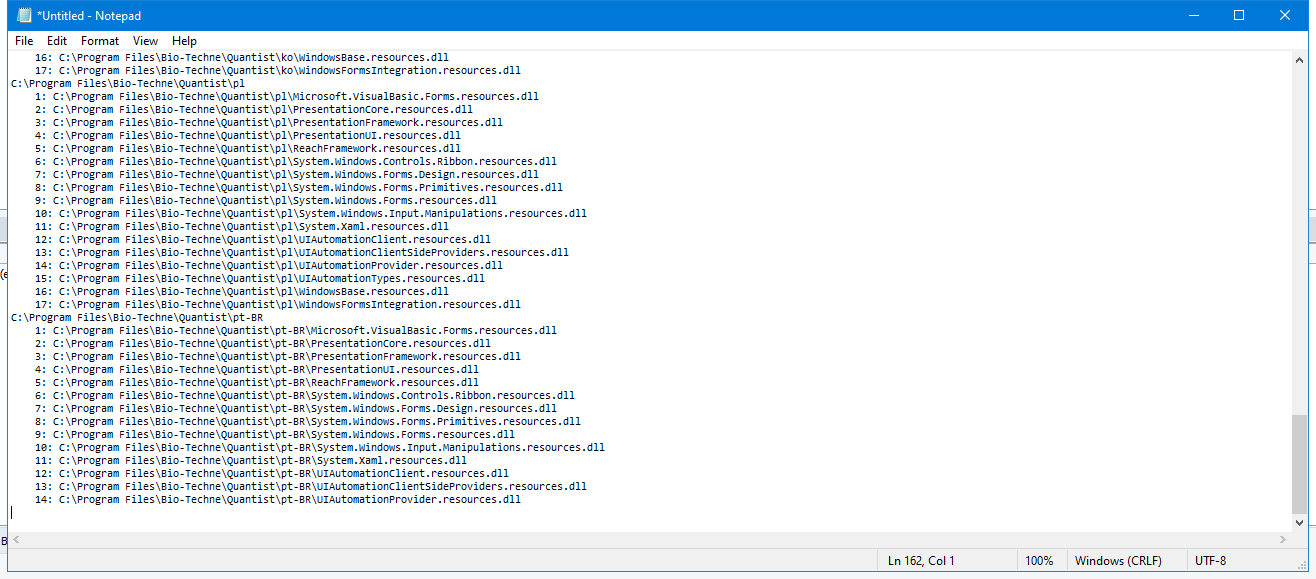 *Untitled - Notepad
File Edit Format View Help
16: C:\Program Files\Bio-Techne\Quantist\ko\WindowsBase.resources.dll
17: C:\Program Files\Bio-Techne\Quantist\ko\WindowsFormsIntegration.resources.dll
C:\Program Files\Bio-Techne\Quantist\pl
1: C:\Program Files\Bio-Techne\Quantist\pl\Microsoft.VisualBasic.Forms.resources.dll
2: C:\Program Files\Bio-Techne\Quantist\pl\PresentationCore.resources.dll
3: C:\Program Files\Bio-Techne\Quantist\pl\PresentationFramework.resources.dll
4: C:\Program Files\Bio-Techne\Quantist\pl\PresentationUI.resources.dll
5: C:\Program Files\Bio-Techne\Quantist\pl\ReachFramework.resources.dll
6: C:\Program Files\Bio-Techne\Quantist\pl\System.Windows.Controls.Ribbon.resources.dll
7: C:\Program Files\Bio-Techne\Quantist\pl\System.Windows.Forms.Design.resources.dll
8: C:\Program Files\Bio-Techne\Quantist\pl\System.Windows.Forms.Primitives.resources.dll
9: C:\Program Files\Bio-Techne\Quantist\pl\System.Windows.Forms.resources.dll
10: C:\Program Files\Bio-Techne\Quantist\pl\System.Windows.Input.Manipulations.resources.dll
11: C:\Program Files\Bio-Techne\Quantist\pl\System.Xaml.resources.dll
12: C:\Program Files\Bio-Techne\Quantist\pl\UIAutomationClient.resources.dll
13: C:\Program Files\Bio-Techne\Quantist\pl\UIAutomationClientSideProviders.resources.dll
14: C:\Program Files\Bio-Techne\Quantist\pl\UIAutomationProvider.resources.dll
15: C:\Program Files\Bio-Techne\Quantist\pl\UIAutomationTypes.resources.dll
16: C:\Program Files\Bio-Techne\Quantist\pl\WindowsBase.resources.dll
17: C:\Program Files\Bio-Techne\Quantist\pl\WindowsFormsIntegration.resources.dll
C:\Program Files\Bio-Techne\Quantist\pt-BR
1: C:\Program Files\Bio-Techne\Quantist\pt-BR\Microsoft.VisualBasic.Forms.resources.dll
2: C:\Program Files\Bio-Techne\Quantist\pt-BR\PresentationCore.resources.dll
3: C:\Program Files\Bio-Techne\Quantist\pt-BR\PresentationFramework.resources.dll
4: C:\Program Files\Bio-Techne\Quantist\pt-BR\PresentationUI.resources.dll
5: C:\Program Files\Bio-Techne\Quantist\pt-BR\ReachFramework.resources.dll
6: C:\Program Files\Bio-Techne\Quantist\pt-BR\System.Windows.Controls.Ribbon.resources.dll
7: C:\Program Files\Bio-Techne\Quantist\pt-BR\System.Windows.Forms.Design.resources.dll
8: C:\Program Files\Bio-Techne\Quantist\pt-BR\System.Windows.Forms.Primitives.resources.dll
9: C:\Program Files\Bio-Techne\Quantist\pt-BR\System.Windows.Forms.resources.dll
10: C:\Program Files\Bio-Techne\Quantist\pt-BR\System.Windows.Input.Manipulations.resources.dll
11: C:\Program Files\Bio-Techne\Quantist\pt-BR\System.Xaml.resources.dll
12: C:\Program Files\Bio-Techne\Quantist\pt-BR\UIAutomationClient.resources.dll
13: C:\Program Files\Bio-Techne\Quantist\pt-BR\UIAutomationClientSideProviders.resources.dll
14: C:\Program Files\Bio-Techne\Quantist\pt-BR\UIAutomationProvider.resources.dll
Ln 162, Col 1 100% Windows (CRLF) UTF-8